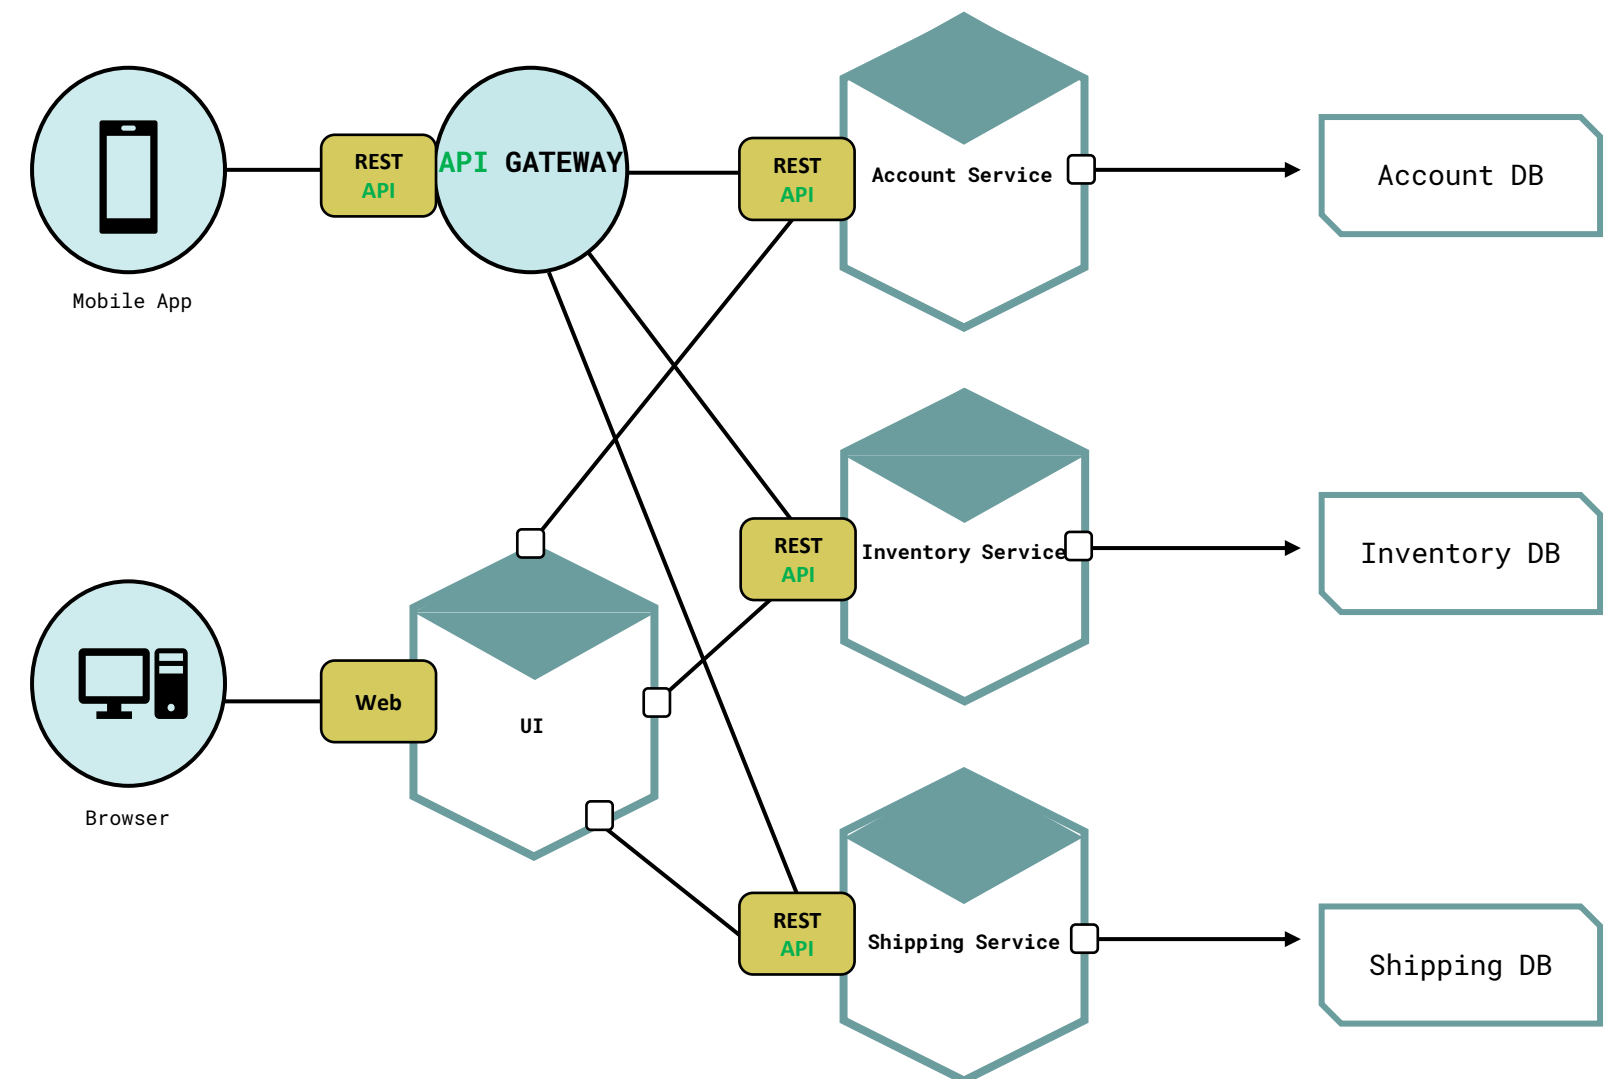 REST
API
API GATEWAY
REST
API
Account Service
Account DB
Mobile App
REST
API
Inventory Service
Inventory DB
Web
UI
Browser
REST
API
Shipping Service
Shipping DB